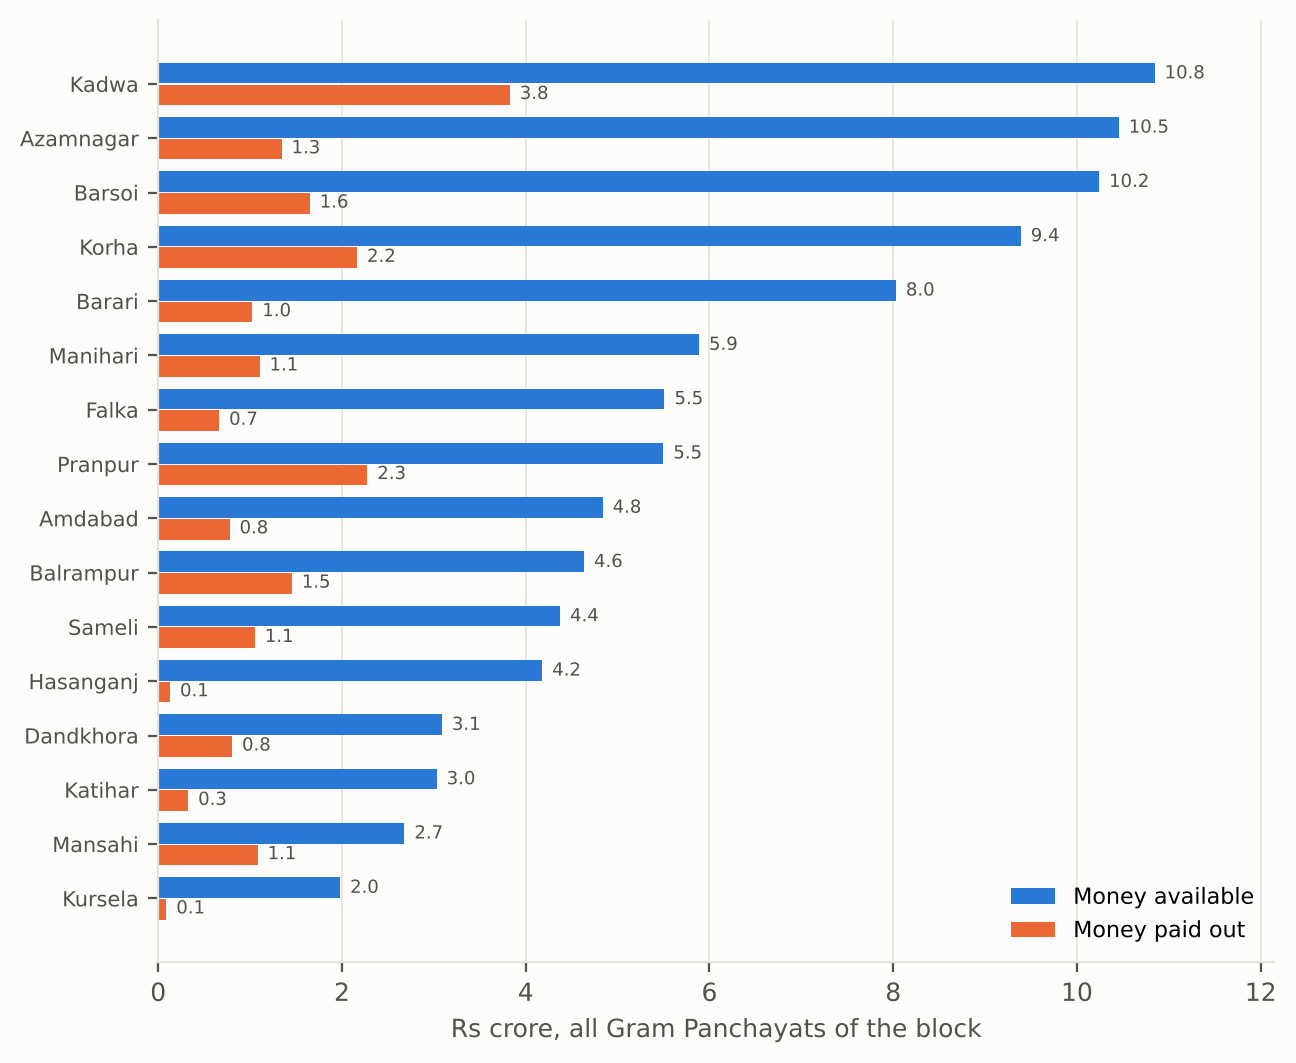 Kadwa 10.8
3.8
Azamnagar 10.5
1.3
Barsoi 10.2
1.6
Korha 9.4
2.2
Barari 8.0
1.0
Manihari 5.9
1.1
Falka 5.5
0.7
Pranpur 5.5
2.3
Amdabad 4.8
0.8
Balrampur 4.6
1.5
Sameli 4.4
1.1
Hasanganj 4.2
0.1
Dandkhora 3.1
0.8
Katihar 3.0
0.3
Mansahi 2.7
1.1
Kursela 2.0
0.1
Money available
Money paid out
0 2 4 6 8 10 12
Rs crore, all Gram Panchayats of the block